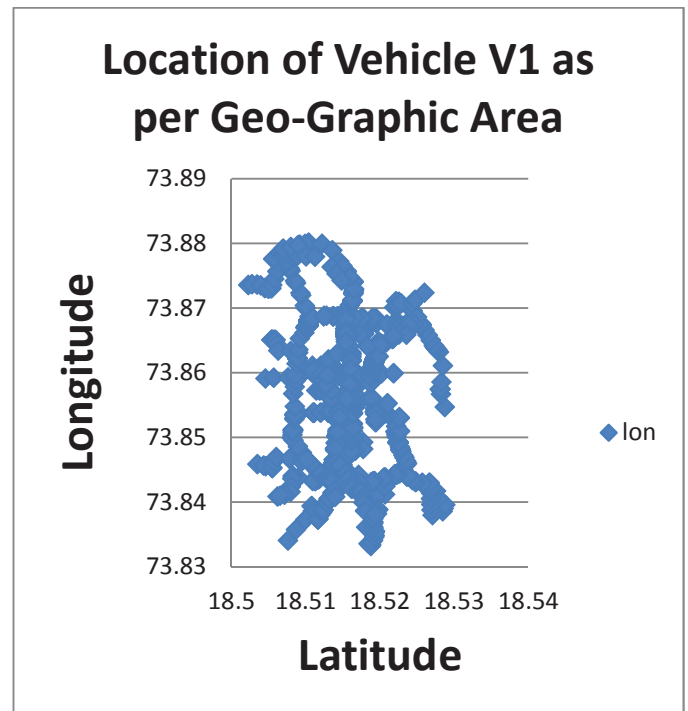 Location of Vehicle V1 as
per Geo-Graphic Area
73.89
73.88
73.87
73.86
73.85
73.84
73.83
Longitude
lon
18.5 18.51 18.52 18.53 18.54
Latitude